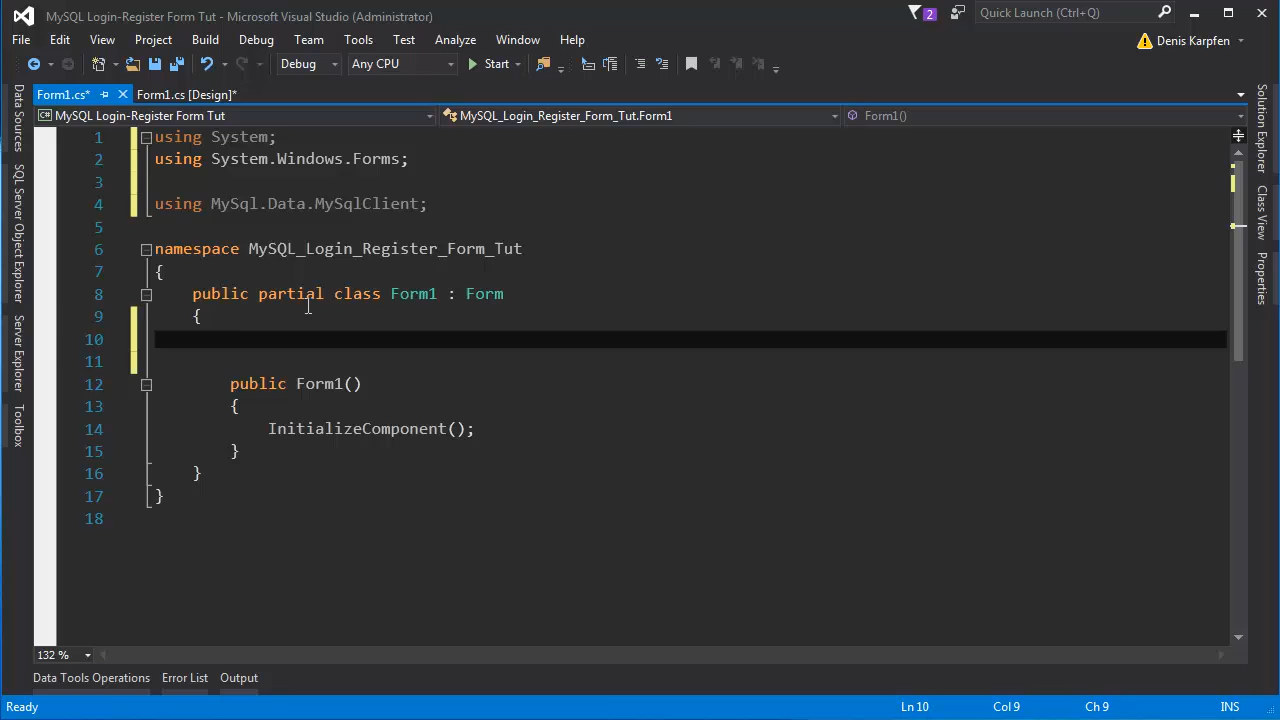 MySQL Login-Register Form Tut - Microsoft Visual Studio (Administrator)
2
Quick Launch (Ctrl+Q)
File Edit View Project Build Debug Team Tools Test Analyze Window Help
Denis Karpfen
Debug Any CPU Start
Form1.cs* Form1.cs [Design]*
C# MySQL Login-Register Form Tut MySQL_Login_Register_Form_Tut.Form1 Form1()
Data Sources
SQL Server Object Explorer
Server Explorer
Toolbox
1 using System;
2 using System.Windows.Forms;
3
4 using MySql.Data.MySqlClient;
5
6 namespace MySQL_Login_Register_Form_Tut
7 {
8 public partial class Form1 : Form
9 {
10
11
12 public Form1()
13 {
14 InitializeComponent();
15 }
16 }
17 }
18
Solution Explorer
Class View
Properties
132 %
Data Tools Operations Error List Output
Ready Ln 10 Col 9 Ch 9 INS